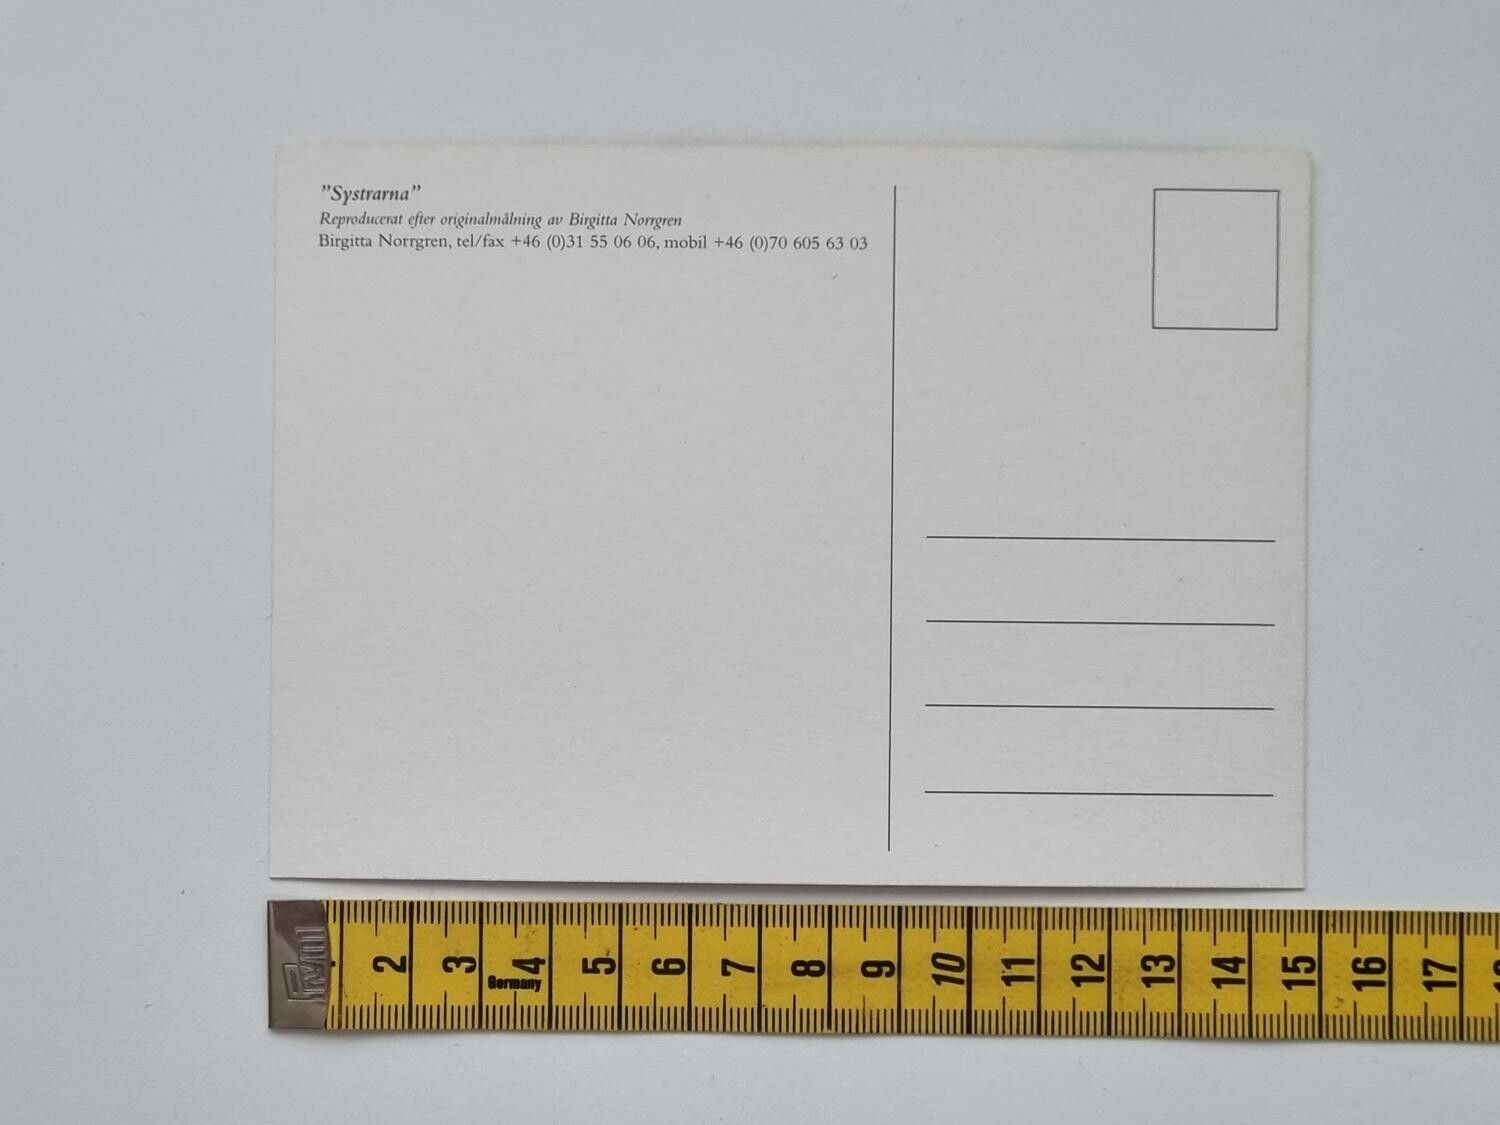 ”Systrarna”
Reproducerat efter originalmålning av Birgitta Norrgren
Birgitta Norrgren, tel/fax +46 (0)31 55 06 06, mobil +46 (0)70 605 63 03
2 3 4 5 6 7 8 9 10 11 12 13 14 15 16 17
Germany